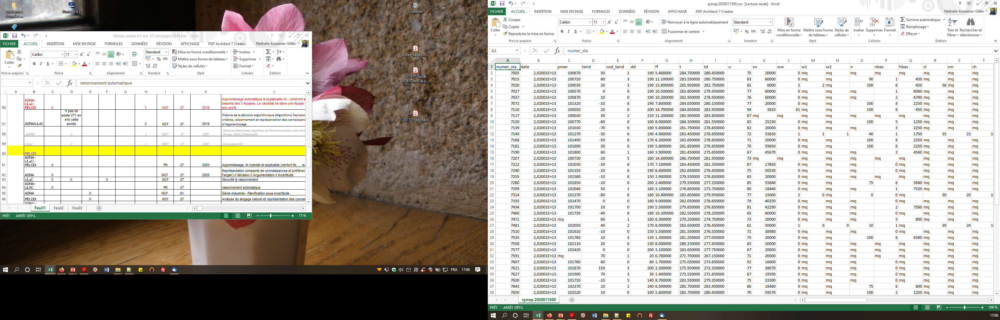 Anciennes
données ...
Protege 4.3
Corbeille
Actes_Sageo20...
2014-TUtorial
RDF-Onto-exo...
2017-ccks_IEa...
Tableau postes à 5 ans ET campagne 2020.xlsx - Excel
FICHIER ACCUEIL INSERTION MISE EN PAGE FORMULES DONNÉES RÉVISION AFFICHAGE PDF Architect 7 Creator Nathalie Aussenac-Gilles
Coller Calibri 11 Standard Mise en forme conditionnelle Insérer
Mettre sous forme de tableau Supprimer
G I S % 000 Styles de cellules Format
Presse-papiers Police Alignement Nombre Style Cellules Édition
raisonnement automatique
A B C D E F G H I J K L
56 ADRIA-LILaC-MELODI X 1 MCF 27 2019 Apprentissage automatique & explainable AI - cohérent a
besoins des 3 équipes. Le candidat ira dans une équipe
son profil.
57 ADRIA/LILAC X pas de poste UT1 en info cette année 2 MCF 27 2019 Théorie de la décision algorithmique (Algorithmic Decision
critères, raisonnement et représentation des connaissanc
à l'apprentissage
58 ADRIA X 2 MCF 27 2019 Décision Multi-Critère, Systèmes de Recommandation, Aide à la D
Groupe, Outils Collaboratifs
59 LILaC X 3 MCF 27 2019 Economie et IA
60 MELODI
61 ADRIA-LILaC-MELODI X PR 27 2020 Apprentissage, IA hybride et explicable (renfort ML ... su
62 ADRIA X MCF 27 2020 Représentation compacte de connaissances et préféren
Fargier) // décision // Argumentation // incertitude
63 LILaC X X X MCF 27 Sécurité & raisonnement
64 ADRIA-LILAC X PR 27 raisonnement automatique
65 ADRIA X MCF 61 Génie industriel - Planification sous incertitude
66 MELODI X MCF 27 Analyse du langage naturel et représentation des connai
ADRIA-
Feuil1 Feuil2 Feuil3
PRÊT ARRÊT DÉFIL. 73 %
FRA 17:06
synop.2020011500.csv [Lecture seule] - Excel
FICHIER ACCUEIL INSERTION MISE EN PAGE FORMULES DONNÉES RÉVISION AFFICHAGE PDF Architect 7 Creator Nathalie Aussenac-Gilles
Coller Couper Calibri 11 Renvoyer à la ligne automatiquement Standard Somme automatique
Copier Remplissage
Reproduire la mise en forme G I S Fusionner et centrer % 000 Effacer
Mise en forme conditionnelle Mettre sous forme de tableau Styles de cellules Insérer Supprimer Format Trier et filtrer Rechercher et sélectionner
Presse-papiers Police Alignement Nombre Style Cellules Édition
A1 numer_sta
A B C D E F G H I J K L M N O P Q R S T
1 numer_sta date pmer tend cod_tend dd ff t td u vv ww w1 w2 n nbas hbas cl cm ch
2 7005 2,02001E+13 100670 50 1 190 5.400000 284.750000 280.450000 75 20000 0 mq mq mq mq mq mq mq mq
3 7015 2,02001E+13 100720 80 3 190 11.100000 283.550000 280.750000 83 60000 0 mq mq 90 1 450 mq mq mq
4 7020 2,02001E+13 100030 20 3 190 15.800000 285.950000 282.750000 81 6000 2 2 mq 100 8 450 36 mq mq
5 7027 2,02001E+13 100570 0 0 190 10.500000 283.850000 279.950000 77 60000 0 mq mq mq 1 4080 mq mq mq
6 7037 2,02001E+13 100870 10 0 190 10.200000 282.950000 278.950000 76 60000 0 mq mq mq 2 4740 mq mq mq
7 7072 2,02001E+13 101320 -10 8 190 7.800000 284.050000 280.150000 77 20000 0 mq mq 100 8 2250 mq mq mq
8 7110 2,02001E+13 100050 20 0 200 14.700000 284.850000 283.950000 94 3810 61 mq mq 100 8 450 mq mq mq
9 7117 2,02001E+13 100030 30 2 210 11.200000 285.950000 283.850000 87 mq mq mq mq mq mq mq mq mq mq
10 7130 2,02001E+13 100770 -60 6 160 8.000000 284.350000 281.550000 83 25230 0 mq mq 100 5 1250 mq mq mq
11 7139 2,02001E+13 101030 -70 6 180 5.800000 281.750000 278.850000 82 20000 0 mq mq mq 3 2250 mq mq mq
12 7149 2,02001E+13 101270 -30 6 190 4.900000 283.450000 278.650000 72 33830 1 1 1 40 1 1750 35 23 1
13 7168 2,02001E+13 101490 -50 8 170 6.200000 283.650000 278.650000 71 20000 0 mq mq 100 8 2250 mq mq mq
14 7181 2,02001E+13 101690 30 0 190 5.800000 281.850000 276.650000 70 59650 0 mq mq 100 8 2250 mq mq mq
15 7190 2,02001E+13 101800 60 1 160 3.900000 281.450000 275.650000 67 45670 0 mq mq mq 2 4560 mq mq mq
16 7207 2,02001E+13 100730 -10 5 180 14.600000 286.750000 281.950000 73 mq mq mq mq mq mq mq mq mq mq
17 7222 2,02001E+13 101030 -30 6 170 7.100000 283.450000 281.350000 87 17850 0 mq mq mq 0 mq mq mq mq
18 7240 2,02001E+13 101350 -10 6 190 6.400000 282.650000 278.450000 75 50530 0 mq mq mq 0 mq mq mq mq
19 7255 2,02001E+13 101580 -10 8 150 2.900000 279.550000 276.850000 83 20000 0 mq mq mq mq mq mq mq mq
20 7280 2,02001E+13 101850 -10 8 200 2.400000 279.550000 277.250000 85 55840 0 mq mq 75 6 5640 mq mq mq
21 7299 2,02001E+13 102040 50 1 160 3.100000 276.850000 273.750000 80 18440 0 mq mq mq 1 7320 mq mq mq
22 7314 2,02001E+13 101270 -80 8 160 10.400000 283.850000 279.950000 77 15000 2 0 mq 0 0 mq 30 20 1
23 7335 2,02001E+13 101470 0 0 180 9.000000 282.050000 278.650000 79 40250 0 mq mq mq 0 mq mq mq mq
24 7434 2,02001E+13 101700 10 0 190 5.500000 279.850000 276.850000 81 42290 0 mq mq mq 2 7560 mq mq mq
25 7460 2,02001E+13 101720 -40 8 180 10.300000 282.550000 276.250000 65 60000 0 mq mq mq 0 mq mq mq mq
26 7471 2,02001E+13 mq 60 1 160 6.300000 279.250000 274.750000 73 20000 0 mq mq mq 5 800 mq mq mq
27 7481 2,02001E+13 102050 40 2 170 8.900000 283.650000 276.450000 61 50000 1 0 0 10 1 mq 30 24 1
28 7510 2,02001E+13 101610 -10 0 150 5.500000 281.550000 276.550000 71 38980 0 mq mq mq 0 mq mq mq mq
29 7535 2,02001E+13 101760 10 3 130 1.300000 281.250000 277.050000 75 20000 0 mq mq 100 8 4380 mq mq mq
30 7558 2,02001E+13 102110 20 0 130 8.000000 280.150000 277.450000 83 20000 0 mq mq mq mq mq mq mq mq
31 7577 2,02001E+13 102420 0 0 200 3.100000 283.650000 277.750000 67 20000 0 mq mq mq mq mq mq mq mq
32 7591 2,02001E+13 mq 70 1 20 0.700000 271.750000 267.150000 71 20000 0 mq mq mq mq mq mq mq mq
33 7607 2,02001E+13 101760 80 0 80 1.700000 275.050000 273.850000 92 16600 0 mq mq mq 0 mq mq mq mq
34 7621 2,02001E+13 101870 150 3 200 2.300000 275.950000 272.350000 77 38070 0 mq mq mq 0 mq mq mq mq
35 7627 2,02001E+13 101900 70 3 30 1.400000 273.550000 271.650000 87 19590 0 mq mq mq 0 mq mq mq mq
36 7630 2,02001E+13 101710 -10 5 140 8.700000 283.550000 279.350000 75 33300 0 mq mq mq 0 mq mq mq mq
37 7643 2,02001E+13 102370 10 1 140 6.500000 285.750000 283.450000 86 16480 0 mq mq 75 6 800 mq mq mq
38 7650 2,02001E+13 102520 10 0 100 5.600000 285.750000 280.450000 70 59570 0 mq mq 100 2 1250 mq mq mq
synop.2020011500
PRÊT ARRÊT DÉFIL. 100 %
17:06